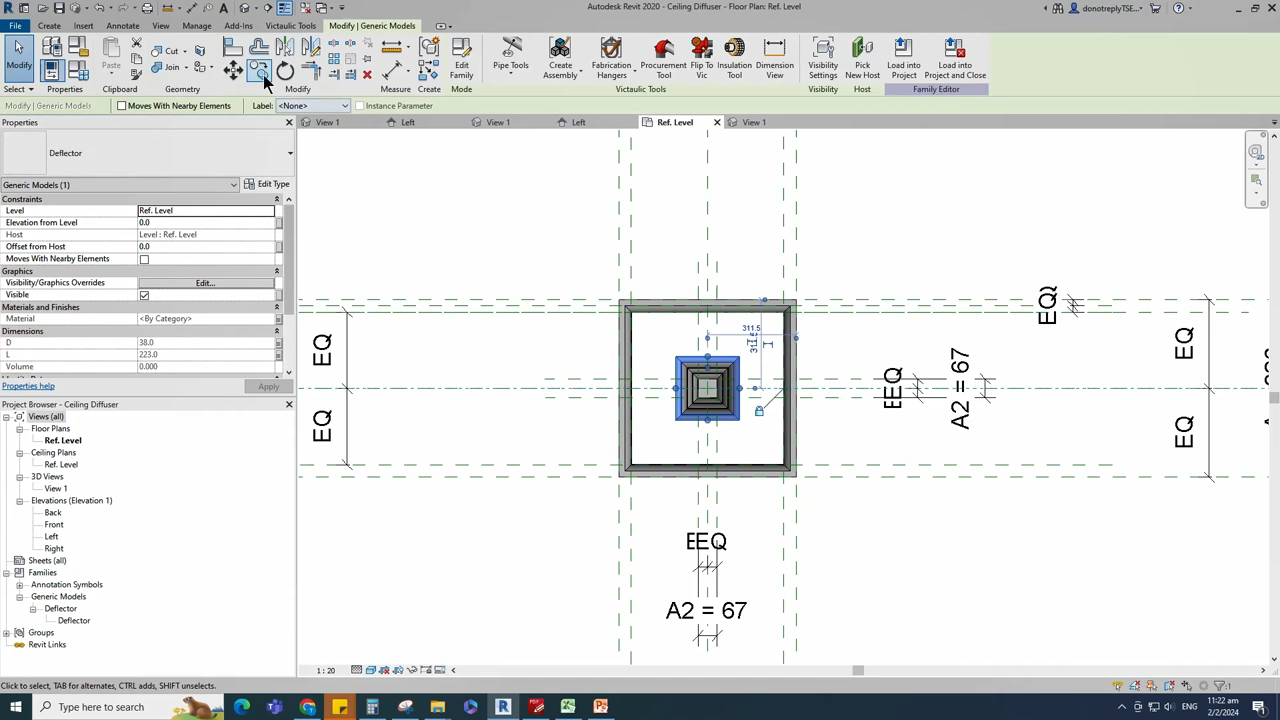 Autodesk Revit 2020 - Ceiling Diffuser - Floor Plan: Ref. Level
donotreplyTSE...
File Create Insert Annotate View Manage Add-Ins Victaulic Tools Modify | Generic Models
Modify
Paste
Cut
Join
Edit Family
Pipe Tools
Assembly Creation
Fabrication Hangers
Procurement Tool
Flip To Vic
Insulation Tool
Dimension View
Visibility Settings
Pick New Host
Load into Project
Load into Project and Close
Select Properties Clipboard Geometry Modify Measure Create Mode Victaulic Tools Visibility Host Family Editor
Modify | Generic Models Moves With Nearby Elements Label: <None> Instance Parameter
Properties
View 1 Left View 1 Left Ref. Level View 1
Deflector
Generic Models (1) Edit Type
Constraints
Level Ref. Level
Elevation from Level 0.0
Host Level : Ref. Level
Offset from Host 0.0
Moves With Nearby Elements
Graphics
Visibility/Graphics Overrides Edit...
Visible
Materials and Finishes
Material <By Category>
Dimensions
D 38.0
L 223.0
Volume 0.000
Properties help Apply
Project Browser - Ceiling Diffuser
Views (all)
Floor Plans
Ref. Level
Ceiling Plans
Ref. Level
3D Views
View 1
Elevations (Elevation 1)
Back
Front
Left
Right
Sheets (all)
Families
Annotation Symbols
Generic Models
Deflector
Deflector
Groups
Revit Links
EQ
EQ
311.5
311.5
EQ
A2 = 67
EQ
EQ
A2 = 67
1 : 20
Click to select, TAB for alternates, CTRL adds, SHIFT unselects.
:1
Type here to search
11:22 am
2/2/2024